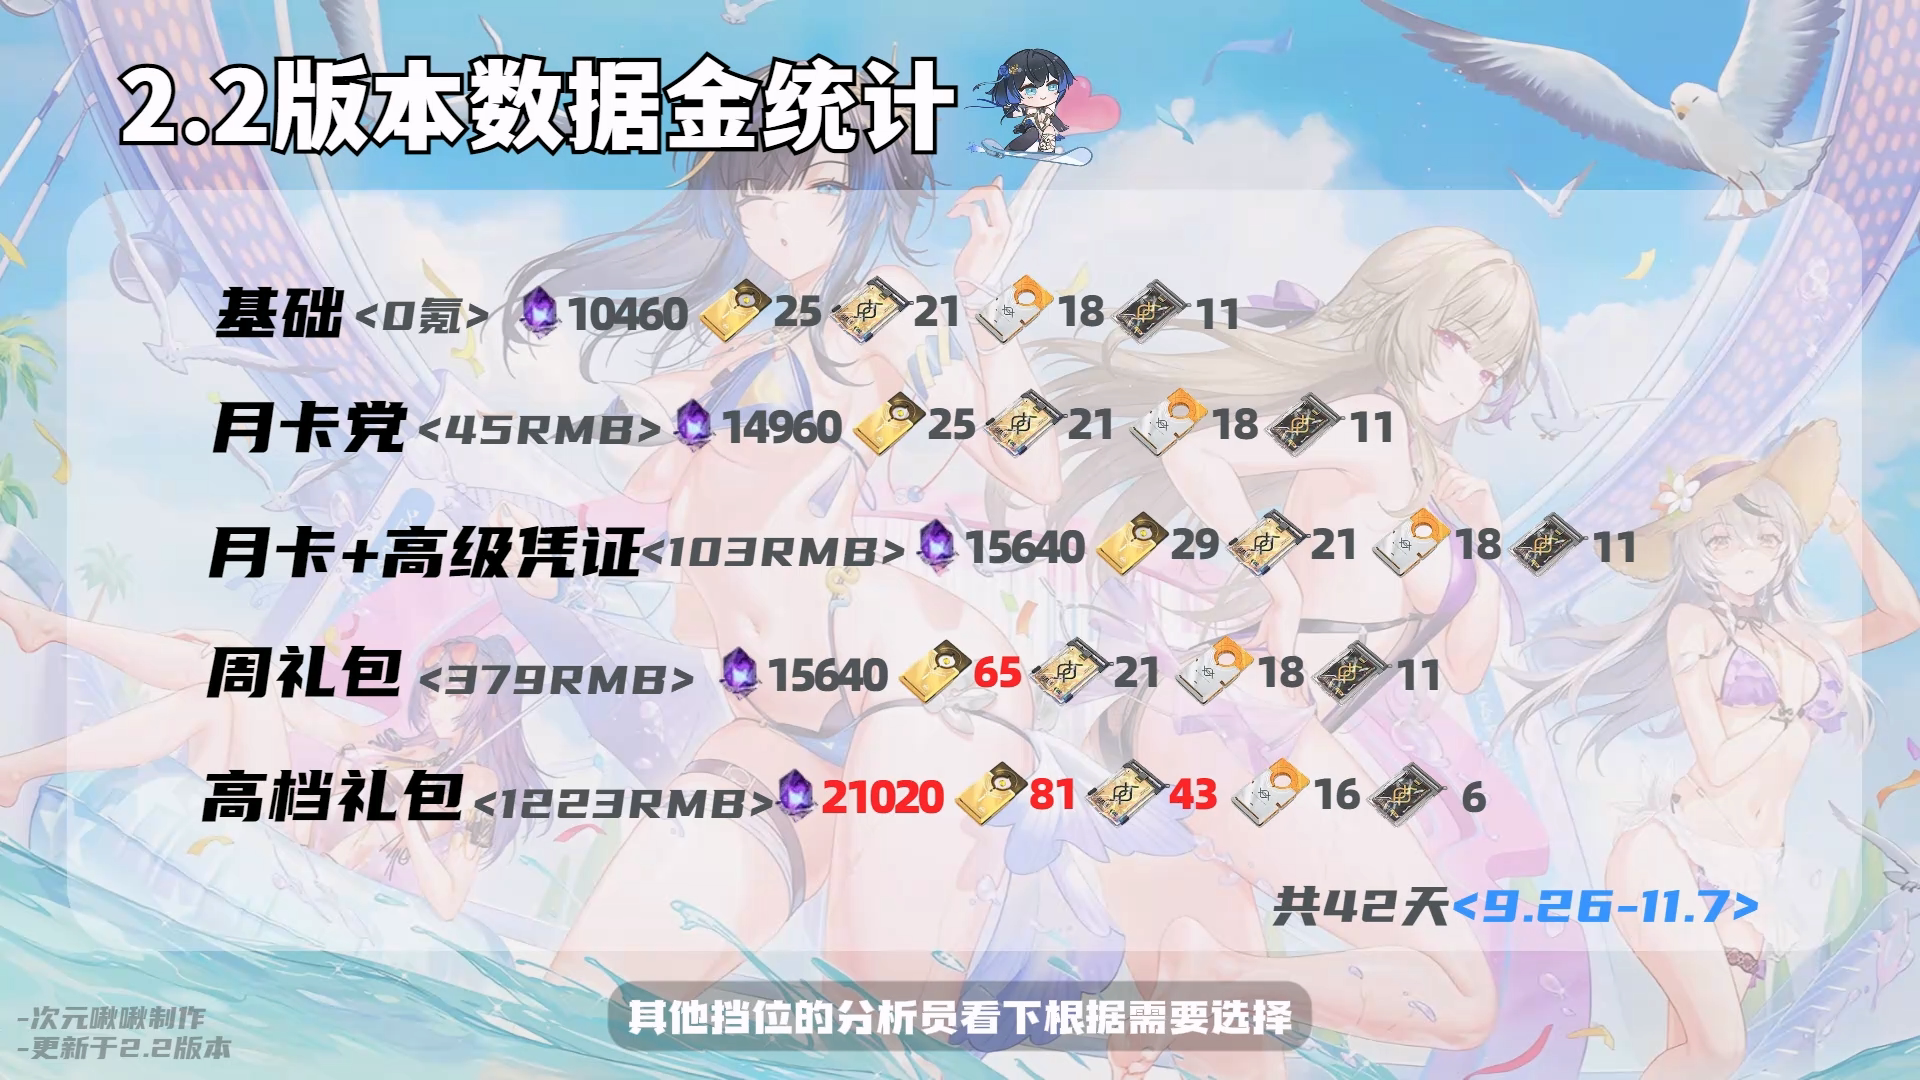 2.2版本数据金统计
基础<0氪> 10460 25 21 18 11
月卡党<45RMB> 14960 25 21 18 11
月卡+高级凭证<103RMB> 15640 29 21 18 11
周礼包<379RMB> 15640 65 21 18 11
高档礼包<1223RMB> 21020 81 43 16 6
共42天<9.26-11.7>
其他挡位的分析员看下根据需要选择
-次元啾啾制作
-更新于2.2版本